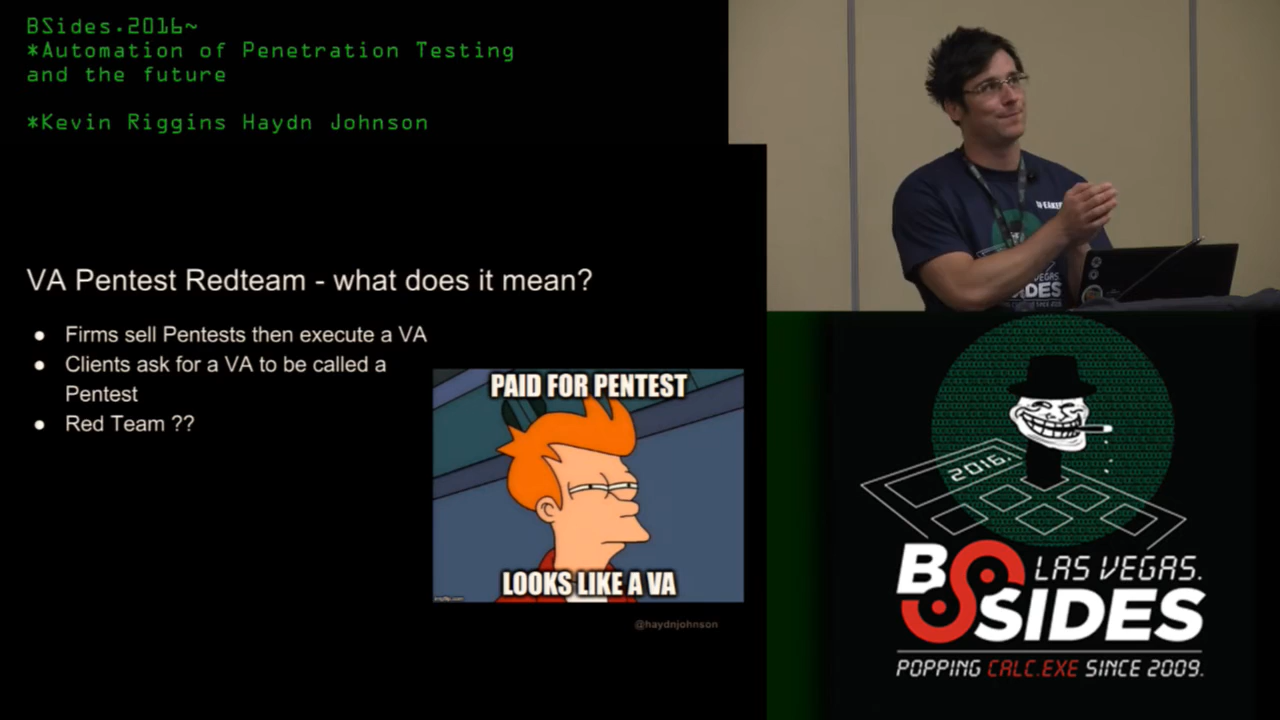 BSides.2016~
*Automation of Penetration Testing
and the future
*Kevin Riggins Haydn Johnson
VA Pentest Redteam - what does it mean?
● Firms sell Pentests then execute a VA
● Clients ask for a VA to be called a
Pentest
● Red Team ??
PAID FOR PENTEST
LOOKS LIKE A VA
@haydnjohnson
2016.
BSIDES
LAS VEGAS.
POPPING CALC.EXE SINCE 2009.